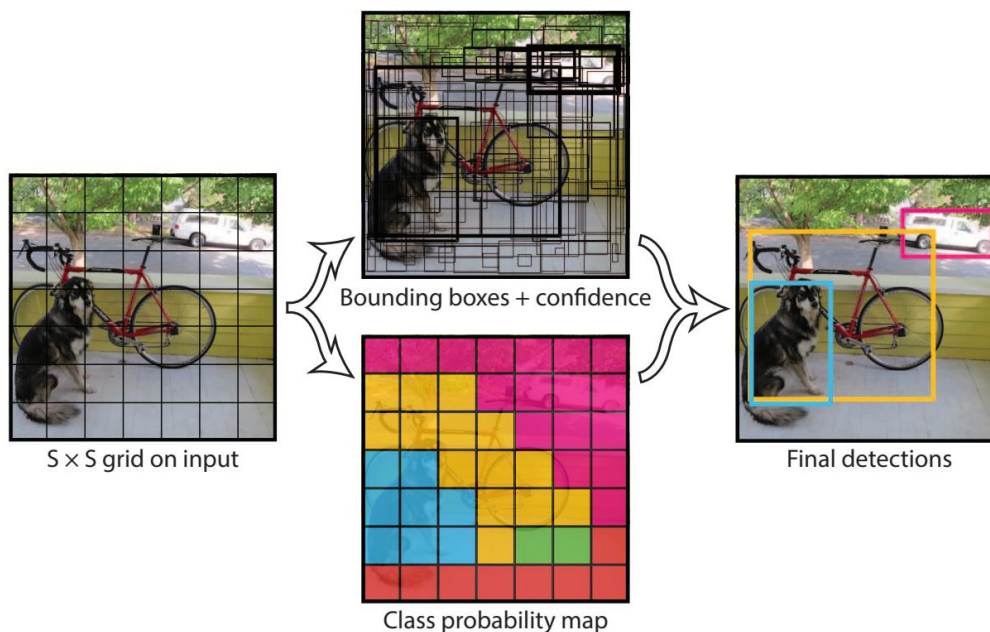 S × S grid on input
Bounding boxes + confidence
Class probability map
Final detections